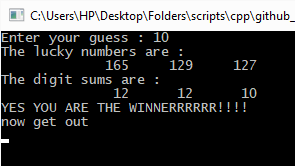 C:\Users\HP\Desktop\Folders\scripts\cpp\github_
Enter your guess : 10
The lucky numbers are :
165 129 127
The digit sums are :
12 12 10
YES YOU ARE THE WINNERRRRRR!!!!
now get out